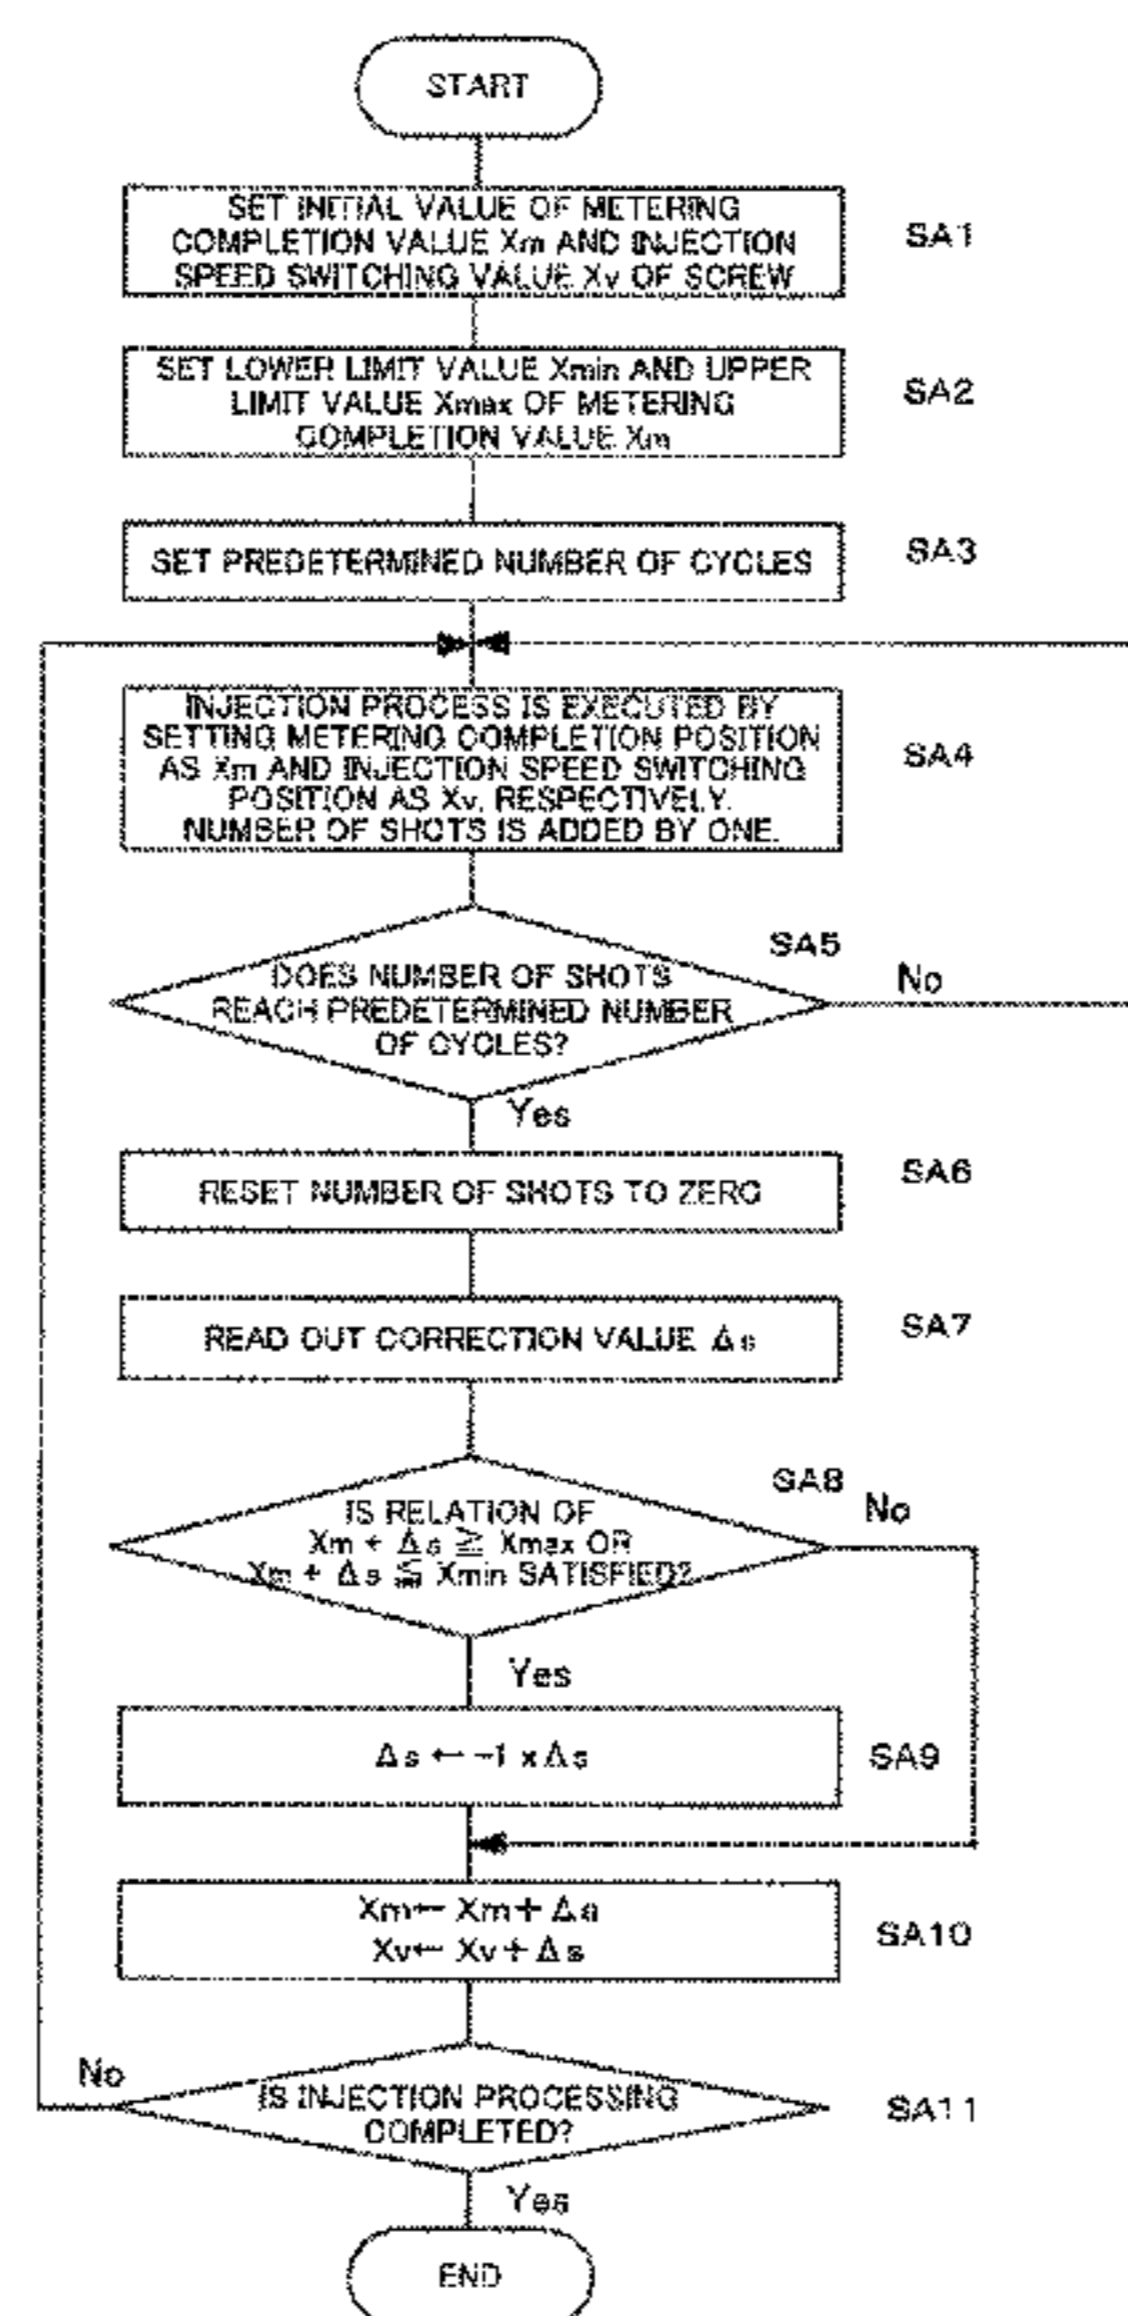 START
SET INITIAL VALUE OF METERING
COMPLETION VALUE Xm AND INJECTION
SPEED SWITCHING VALUE Xv OF SCREW
SA1
SET LOWER LIMIT VALUE Xmin AND UPPER
LIMIT VALUE Xmax OF METERING
COMPLETION VALUE Xm
SA2
SET PREDETERMINED NUMBER OF CYCLES
SA3
INJECTION PROCESS IS EXECUTED BY
SETTING METERING COMPLETION POSITION
AS Xm AND INJECTION SPEED SWITCHING
POSITION AS Xv, RESPECTIVELY.
NUMBER OF SHOTS IS ADDED BY ONE.
SA4
DOES NUMBER OF SHOTS
REACH PREDETERMINED NUMBER
OF CYCLES?
SA5
No
Yes
RESET NUMBER OF SHOTS TO ZERO
SA6
READ OUT CORRECTION VALUE Δs
SA7
IS RELATION OF
Xm + Δs ≧ Xmax OR
Xm + Δs ≦ Xmin SATISFIED?
SA8
No
Yes
Δs ← -1 x Δs
SA9
Xm← Xm + Δs
Xv← Xv + Δs
SA10
No
IS INJECTION PROCESSING
COMPLETED?
SA11
Yes
END